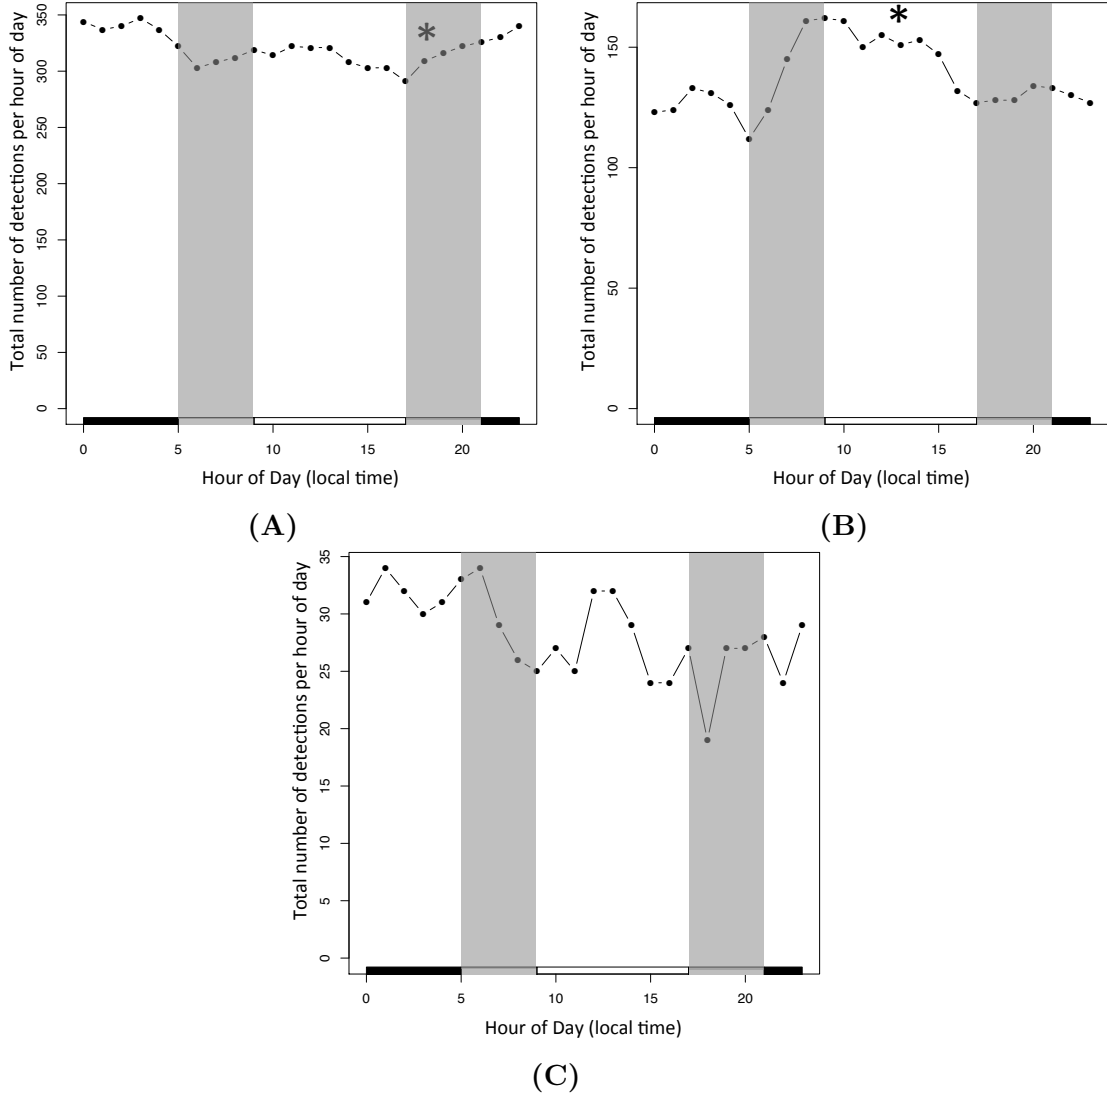 Total number of detections per hour of day
350
300
250
200
150
100
50
0
*
0 5 10 15 20
Hour of Day (local time)
(A)
Total number of detections per hour of day
150
100
50
0
*
0 5 10 15 20
Hour of Day (local time)
(B)
Total number of detections per hour of day
35
30
25
20
15
10
5
0
0 5 10 15 20
Hour of Day (local time)
(C)